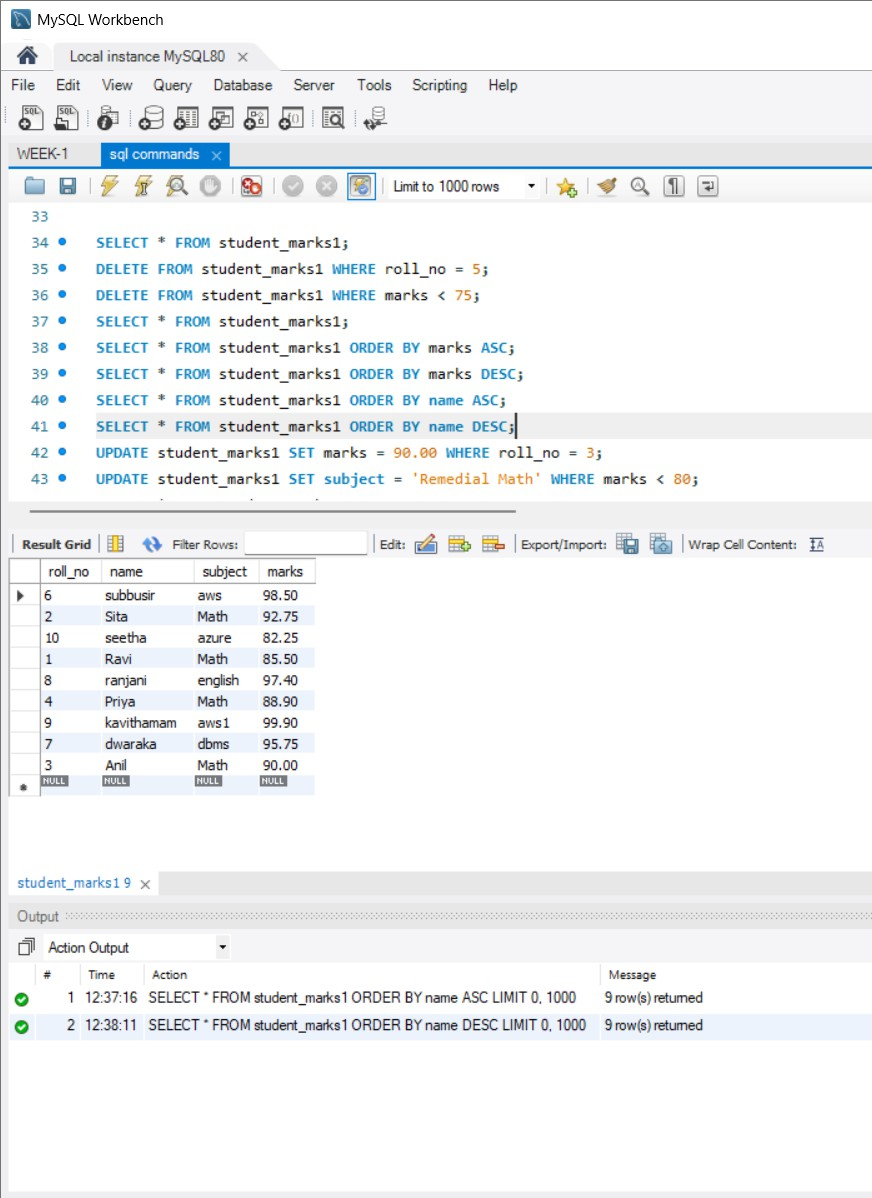 MySQL Workbench
Local instance MySQL80
File Edit View Query Database Server Tools Scripting Help
WEEK-1 sql commands
Limit to 1000 rows
33
34 SELECT * FROM student_marks1;
35 DELETE FROM student_marks1 WHERE roll_no = 5;
36 DELETE FROM student_marks1 WHERE marks < 75;
37 SELECT * FROM student_marks1;
38 SELECT * FROM student_marks1 ORDER BY marks ASC;
39 SELECT * FROM student_marks1 ORDER BY marks DESC;
40 SELECT * FROM student_marks1 ORDER BY name ASC;
41 SELECT * FROM student_marks1 ORDER BY name DESC;
42 UPDATE student_marks1 SET marks = 90.00 WHERE roll_no = 3;
43 UPDATE student_marks1 SET subject = 'Remedial Math' WHERE marks < 80;
Result Grid Filter Rows: Edit: Export/Import: Wrap Cell Content:
roll_no name subject marks
6 subbusir aws 98.50
2 Sita Math 92.75
10 seetha azure 82.25
1 Ravi Math 85.50
8 ranjani english 97.40
4 Priya Math 88.90
9 kavithamam aws1 99.90
7 dwaraka dbms 95.75
3 Anil Math 90.00
NULL NULL NULL NULL
student_marks1 9
Output
Action Output
# Time Action Message
1 12:37:16 SELECT * FROM student_marks1 ORDER BY name ASC LIMIT 0, 1000 9 row(s) returned
2 12:38:11 SELECT * FROM student_marks1 ORDER BY name DESC LIMIT 0, 1000 9 row(s) returned